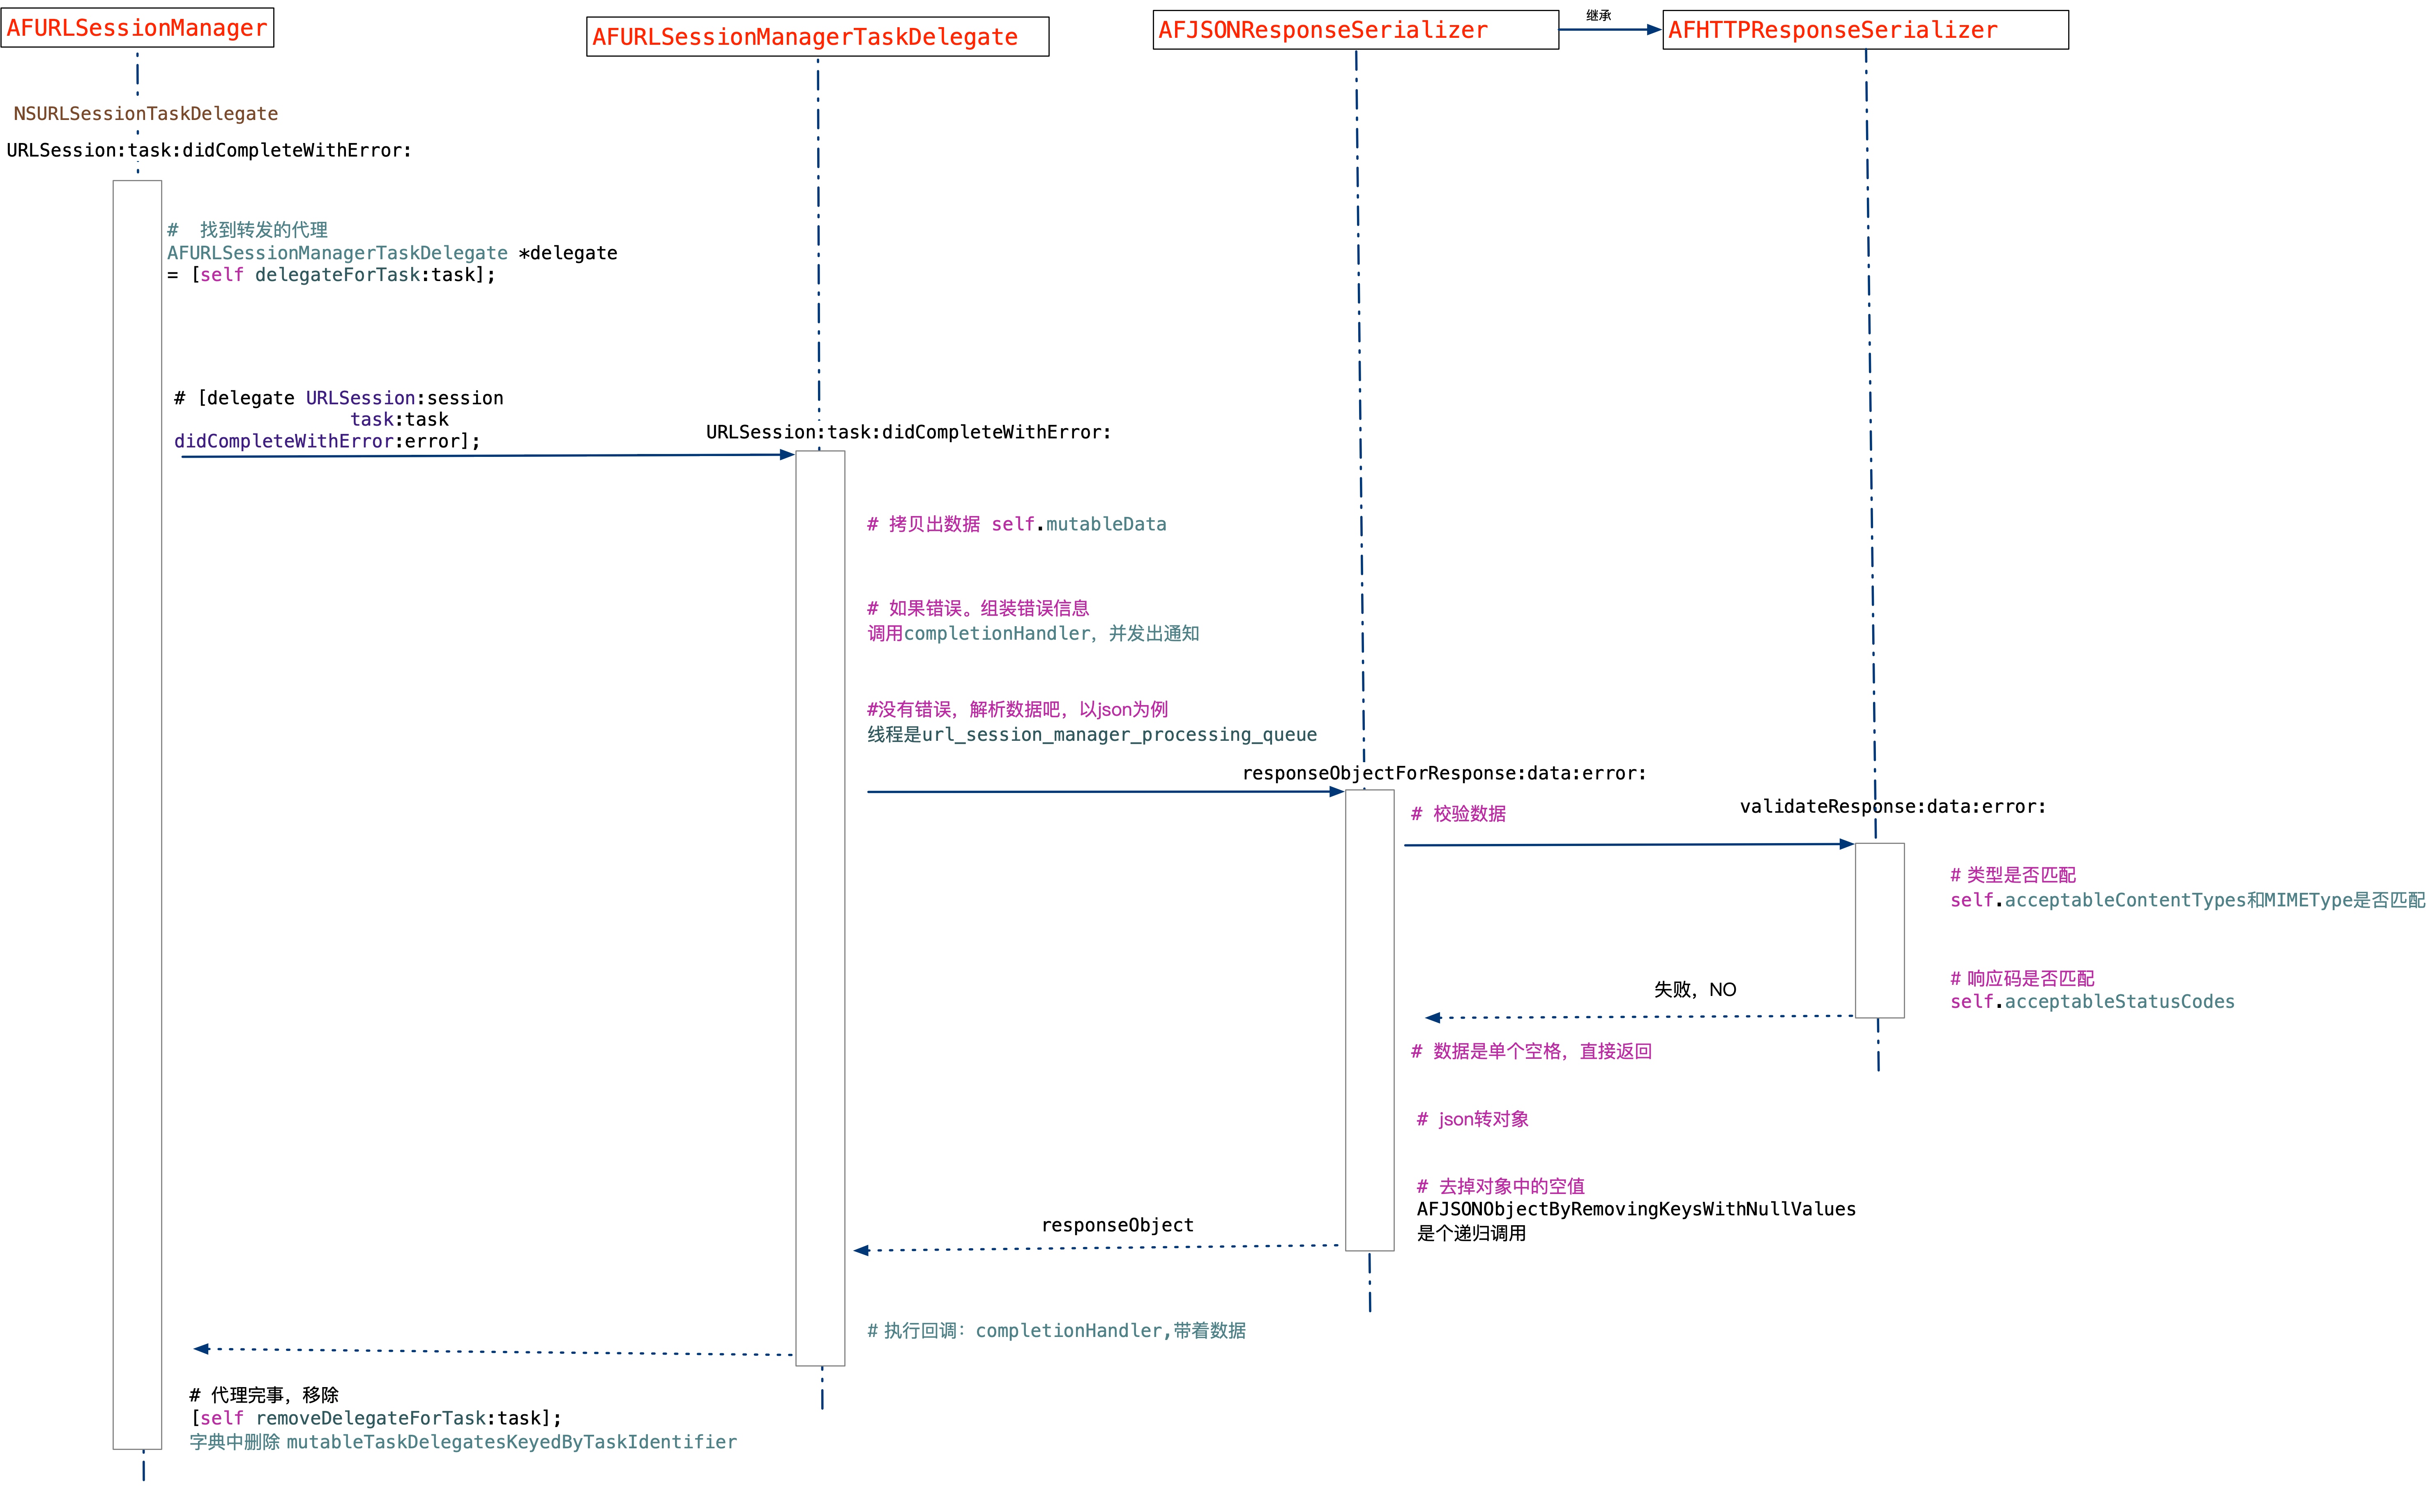 AFURLSessionManager
AFURLSessionManagerTaskDelegate
AFJSONResponseSerializer
继承
AFHTTPResponseSerializer
NSURLSessionTaskDelegate
URLSession:task:didCompleteWithError:
#  找到转发的代理
AFURLSessionManagerTaskDelegate *delegate
= [self delegateForTask:task];
# [delegate URLSession:session
task:task
didCompleteWithError:error];
URLSession:task:didCompleteWithError:
# 拷贝出数据 self.mutableData
# 如果错误。组装错误信息
调用completionHandler，并发出通知
#没有错误，解析数据吧，以json为例
线程是url_session_manager_processing_queue
responseObjectForResponse:data:error:
# 校验数据
validateResponse:data:error:
# 类型是否匹配
self.acceptableContentTypes和MIMEType是否匹配
# 响应码是否匹配
self.acceptableStatusCodes
失败，NO
# 数据是单个空格，直接返回
# json转对象
# 去掉对象中的空值
AFJSONObjectByRemovingKeysWithNullValues
是个递归调用
responseObject
# 执行回调：completionHandler,带着数据
# 代理完事，移除
[self removeDelegateForTask:task];
字典中删除 mutableTaskDelegatesKeyedByTaskIdentifier